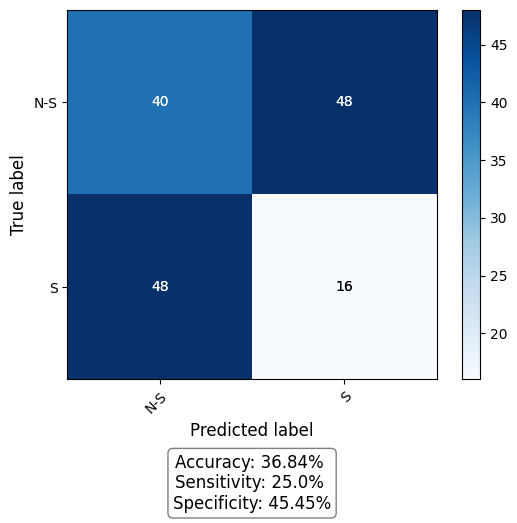 N-S
40
48
S
48
16
True label
N-S
S
Predicted label
45
40
35
30
25
20
Accuracy: 36.84%
Sensitivity: 25.0%
Specificity: 45.45%